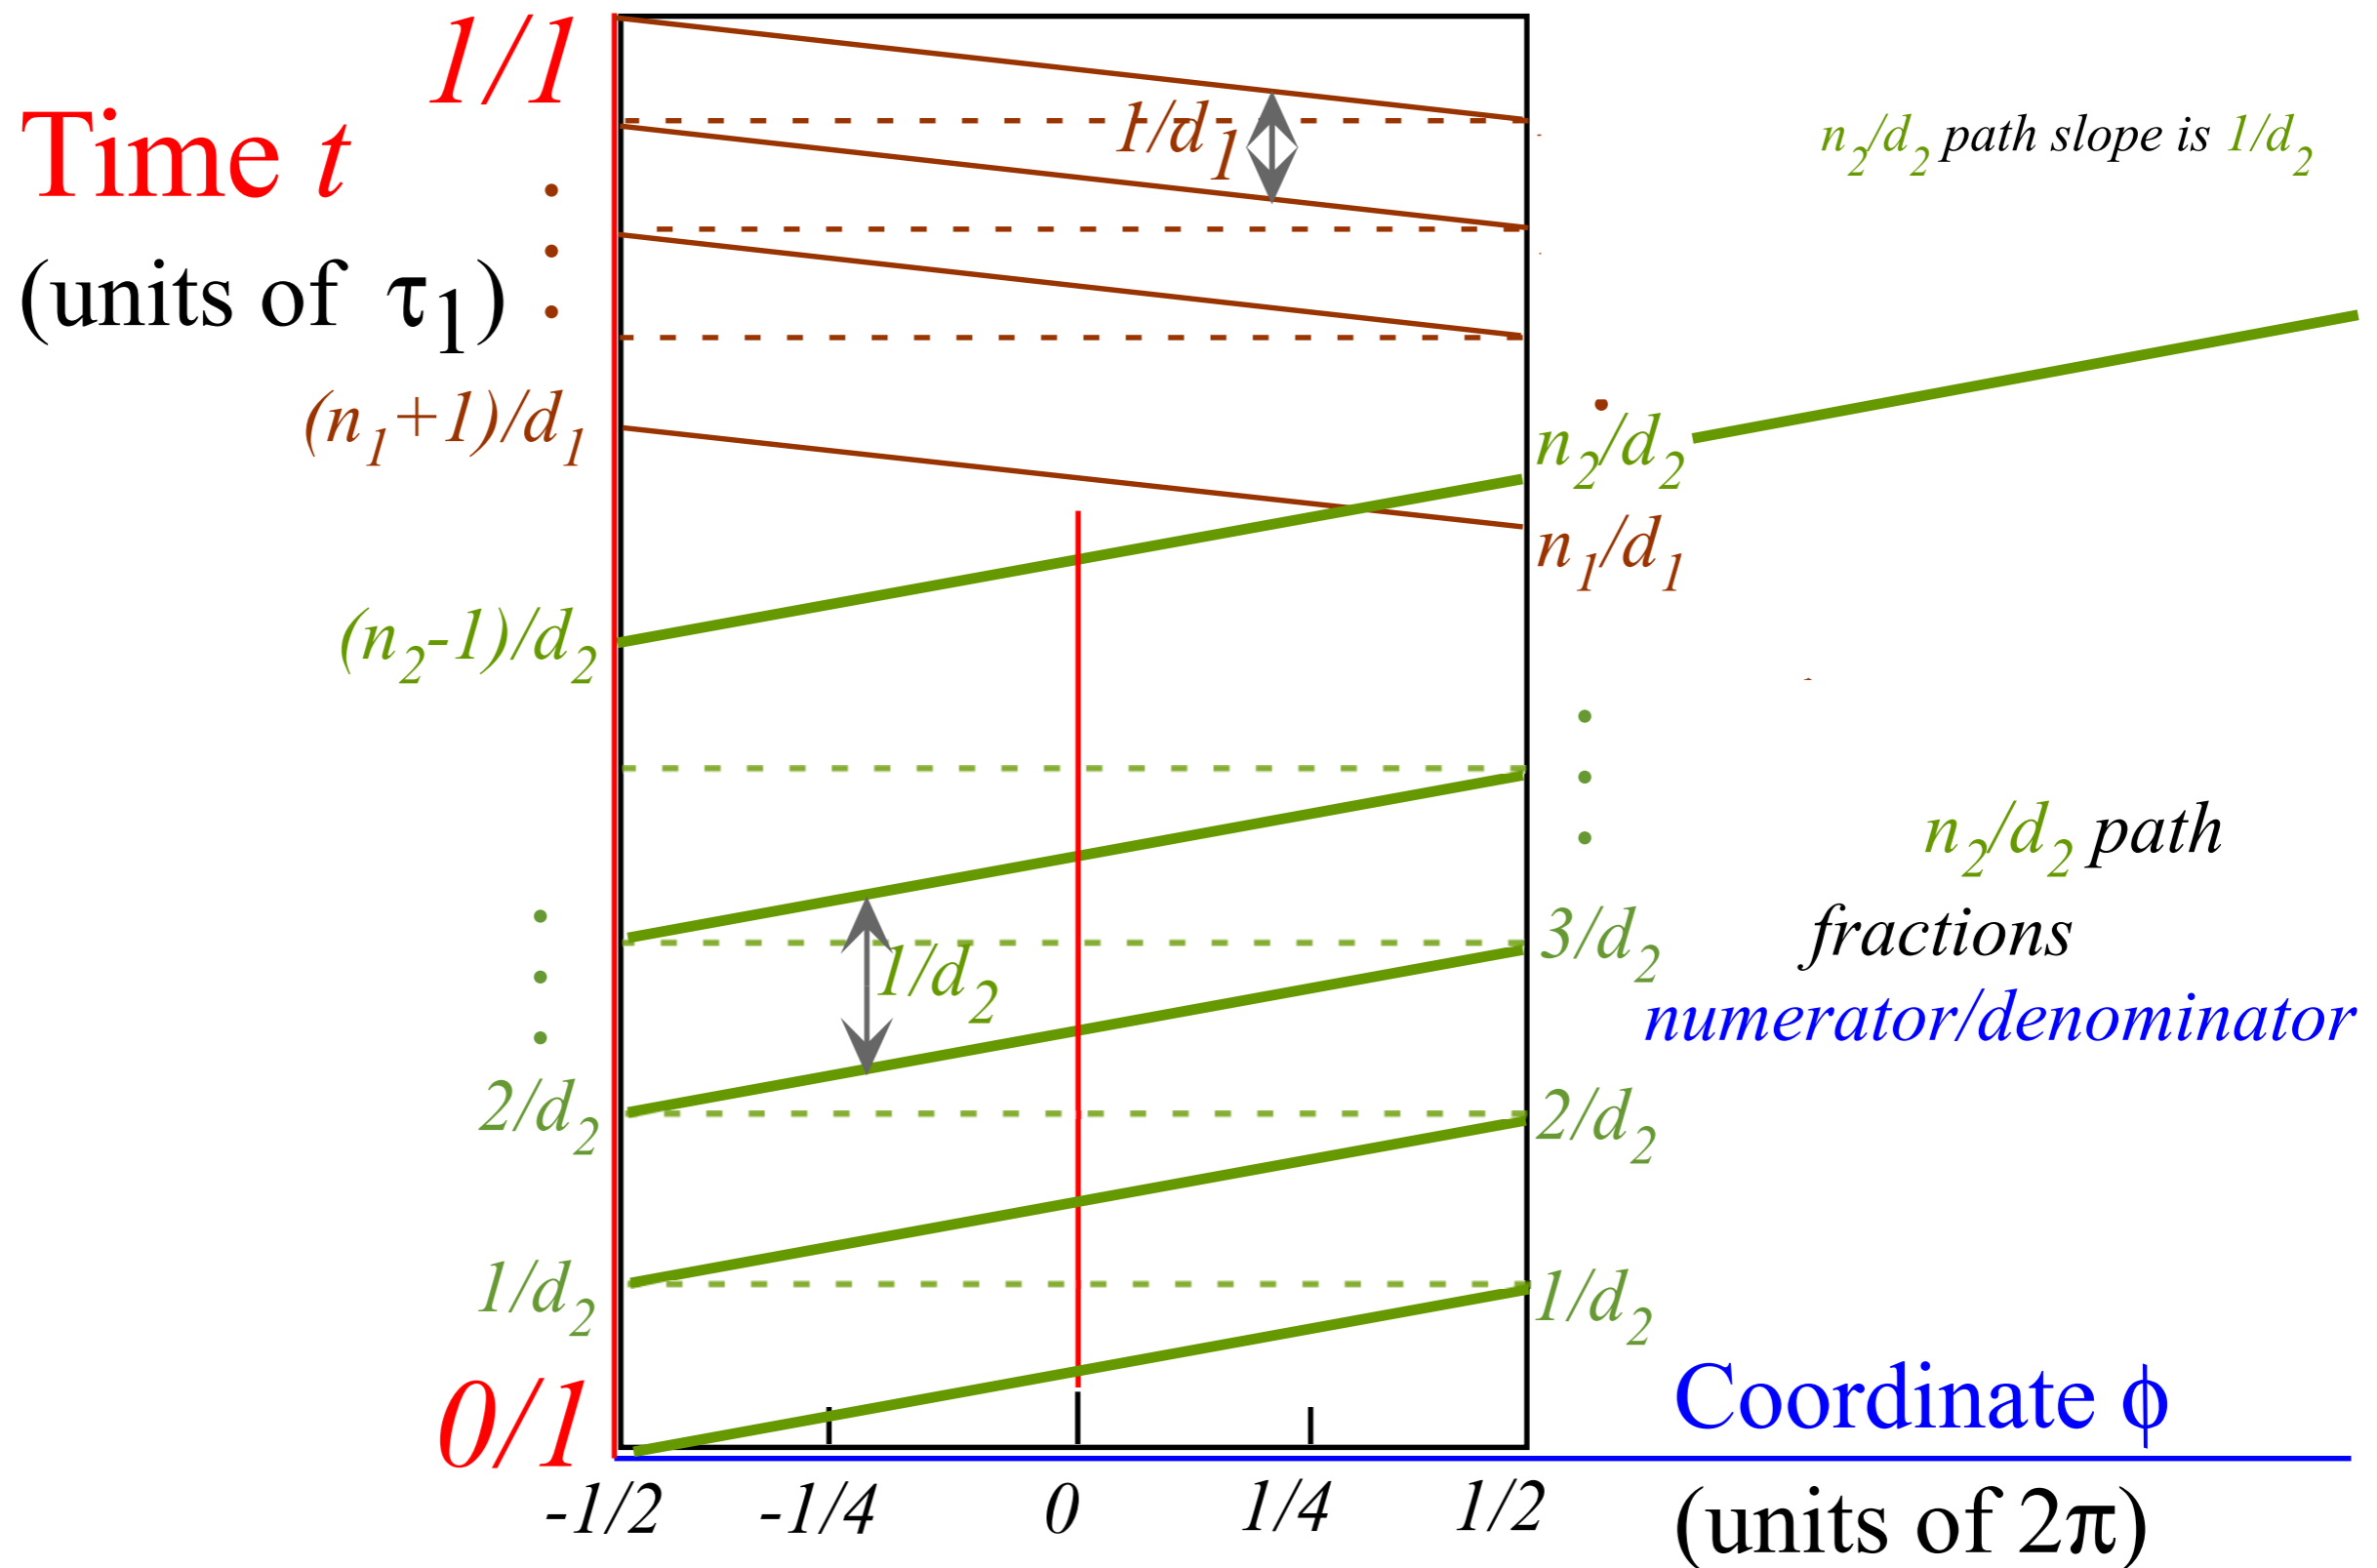 1/1
Time t
(units of τ1)
1/d1
n2/d2 path slope is 1/d2
(n1+1)/d1
n2/d2
n1/d1
(n2-1)/d2
n2/d2 path
fractions
numerator/denominator
1/d2
3/d2
2/d2
2/d2
1/d2
1/d2
0/1
Coordinate ϕ
(units of 2π)
-1/2 -1/4 0 1/4 1/2